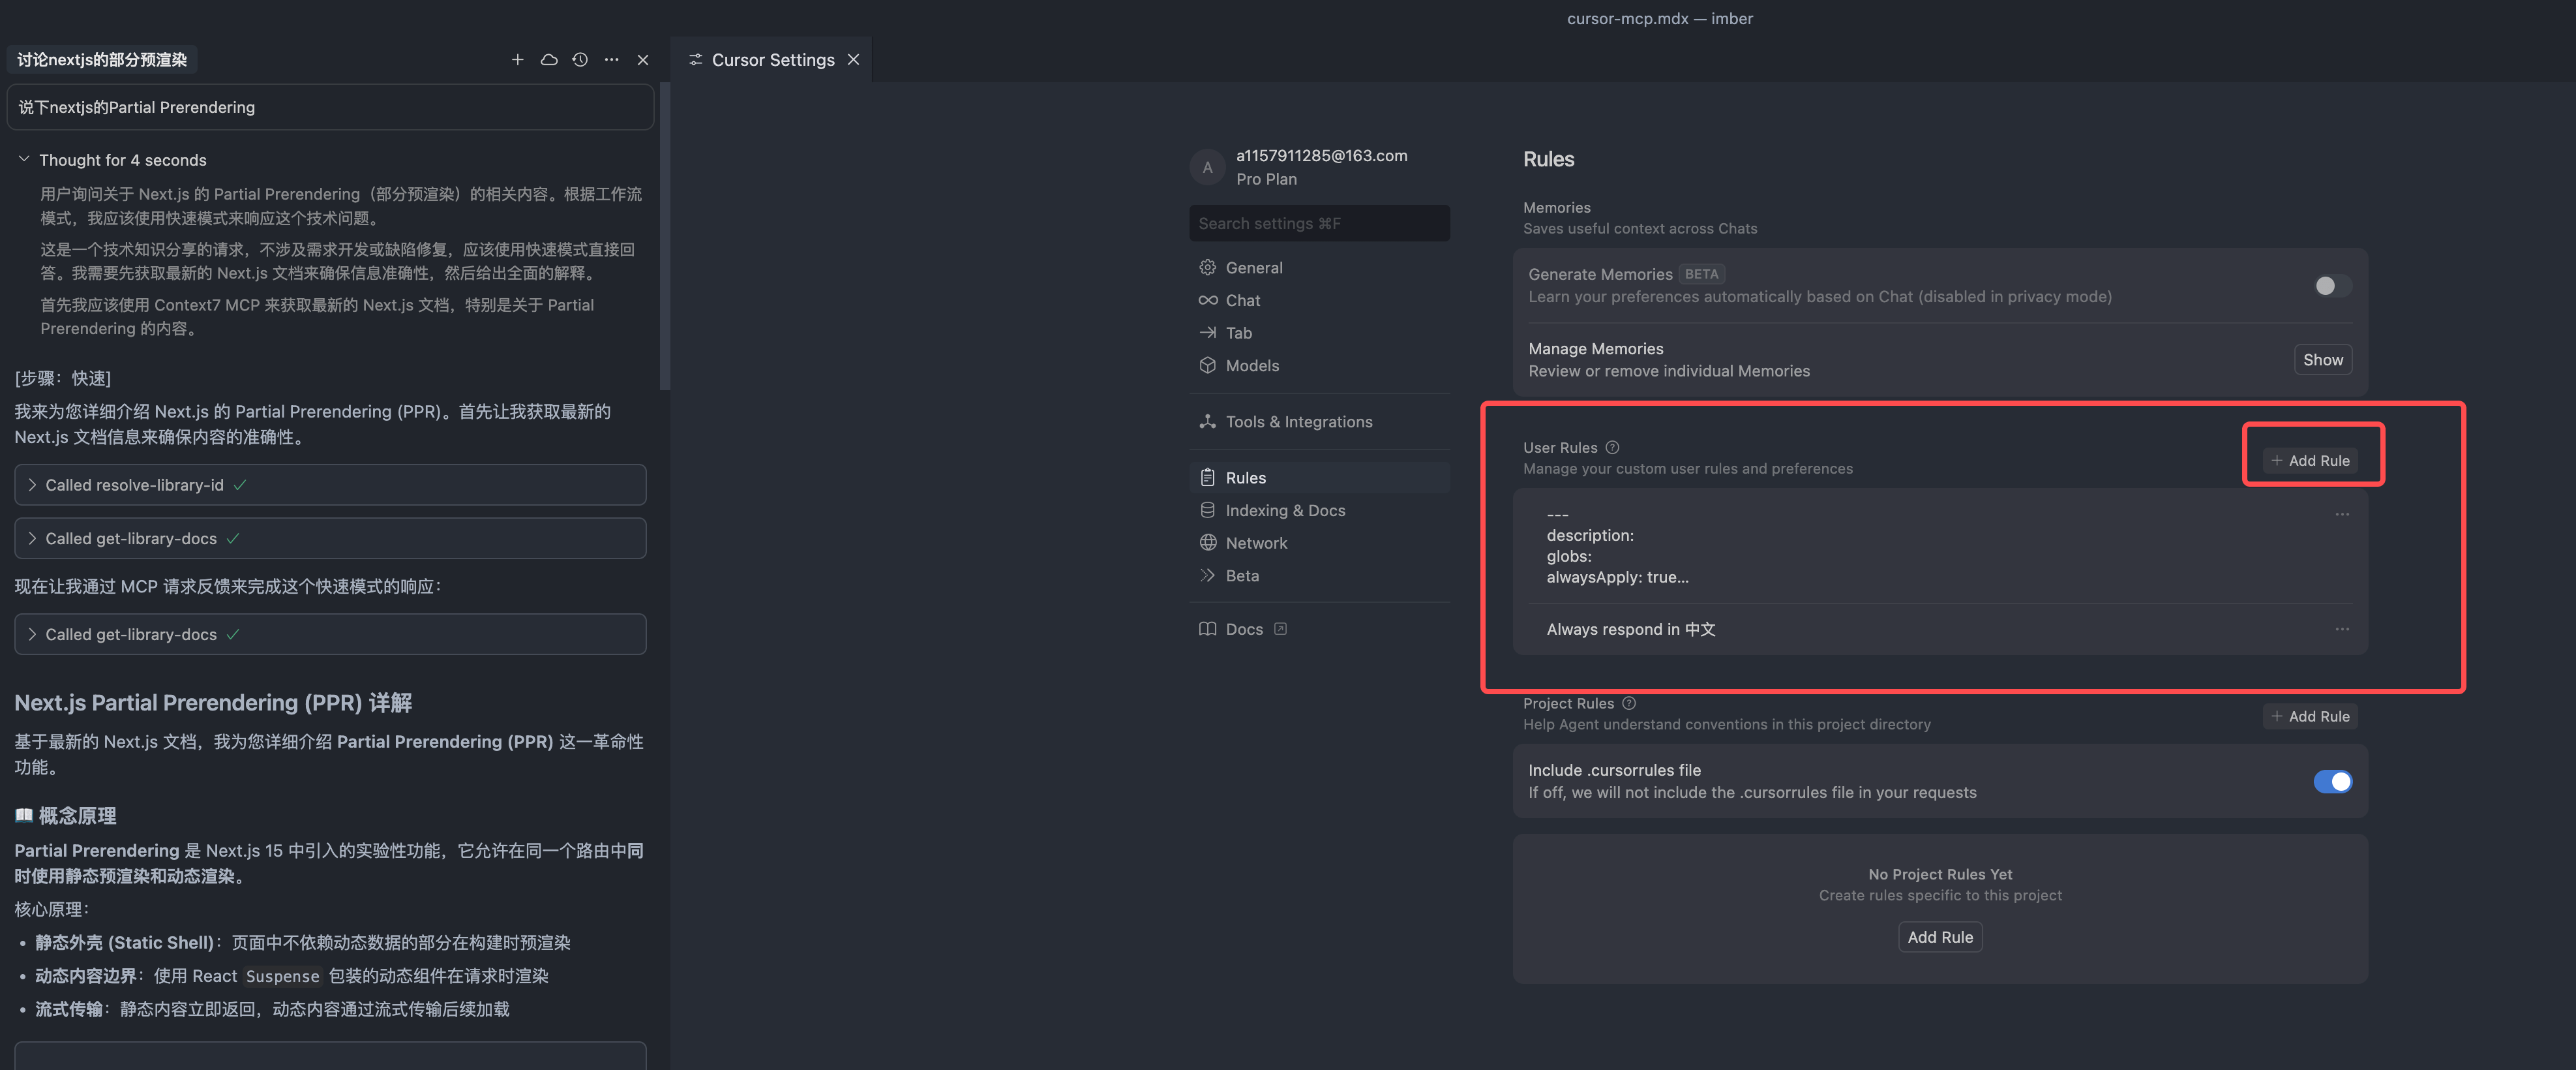 cursor-mcp.mdx — imber
讨论nextjs的部分预渲染
说下nextjs的Partial Prerendering
Thought for 4 seconds
用户询问关于 Next.js 的 Partial Prerendering（部分预渲染）的相关内容。根据工作流
模式，我应该使用快速模式来响应这个技术问题。
这是一个技术知识分享的请求，不涉及需求开发或缺陷修复，应该使用快速模式直接回
答。我需要先获取最新的 Next.js 文档来确保信息准确性，然后给出全面的解释。
首先我应该使用 Context7 MCP 来获取最新的 Next.js 文档，特别是关于 Partial
Prerendering 的内容。
[步骤：快速]
我来为您详细介绍 Next.js 的 Partial Prerendering (PPR)。首先让我获取最新的
Next.js 文档信息来确保内容的准确性。
Called resolve-library-id
Called get-library-docs
现在让我通过 MCP 请求反馈来完成这个快速模式的响应：
Called get-library-docs
Next.js Partial Prerendering (PPR) 详解
基于最新的 Next.js 文档，我为您详细介绍 Partial Prerendering (PPR) 这一革命性
功能。
📖 概念原理
Partial Prerendering 是 Next.js 15 中引入的实验性功能，它允许在同一个路由中同
时使用静态预渲染和动态渲染。
核心原理：
• 静态外壳 (Static Shell)：页面中不依赖动态数据的部分在构建时预渲染
• 动态内容边界：使用 React Suspense 包装的动态组件在请求时渲染
• 流式传输：静态内容立即返回，动态内容通过流式传输后续加载
Cursor Settings
A
a1157911285@163.com
Pro Plan
Search settings ⌘F
General
Chat
Tab
Models
Tools & Integrations
Rules
Indexing & Docs
Network
Beta
Docs
Rules
Memories
Saves useful context across Chats
Generate Memories BETA
Learn your preferences automatically based on Chat (disabled in privacy mode)
Manage Memories
Review or remove individual Memories
Show
User Rules
Manage your custom user rules and preferences
+ Add Rule
---
description:
globs:
alwaysApply: true...
Always respond in 中文
Project Rules
Help Agent understand conventions in this project directory
+ Add Rule
Include .cursorrules file
If off, we will not include the .cursorrules file in your requests
No Project Rules Yet
Create rules specific to this project
Add Rule